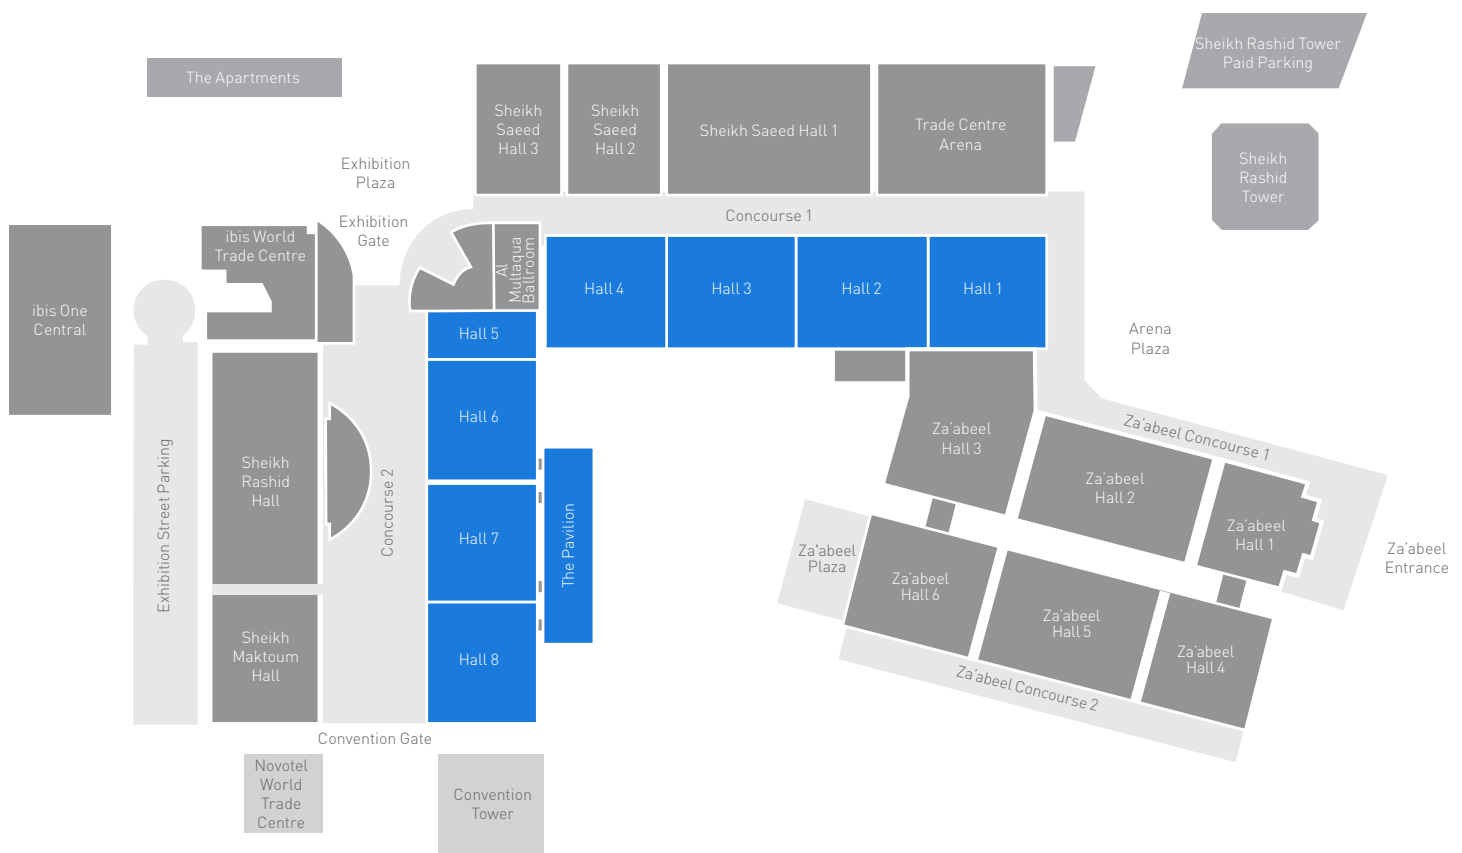 Sheikh Rashid Tower
Paid Parking
The Apartments
Sheikh
Saeed
Hall 3
Sheikh
Saeed
Hall 2
Sheikh Saeed Hall 1
Trade Centre
Arena
Sheikh
Rashid
Tower
Exhibition
Plaza
Exhibition
Gate
Concourse 1
ibis World
Trade Centre
Al
Multaqua
Ballroom
Hall 4
Hall 3
Hall 2
Hall 1
ibis One
Central
Hall 5
Arena
Plaza
Hall 6
Za'abeel
Hall 3
Za'abeel Concourse 1
Sheikh
Rashid
Hall
Concourse 2
Exhibition Street Parking
Za'abeel
Hall 2
Za'abeel
Hall 1
Hall 7
The Pavilion
Za'abeel
Plaza
Za'abeel
Entrance
Za'abeel
Hall 6
Za'abeel
Hall 5
Za'abeel
Hall 4
Sheikh
Maktoum
Hall
Hall 8
Za'abeel Concourse 2
Convention Gate
Novotel
World
Trade
Centre
Convention
Tower